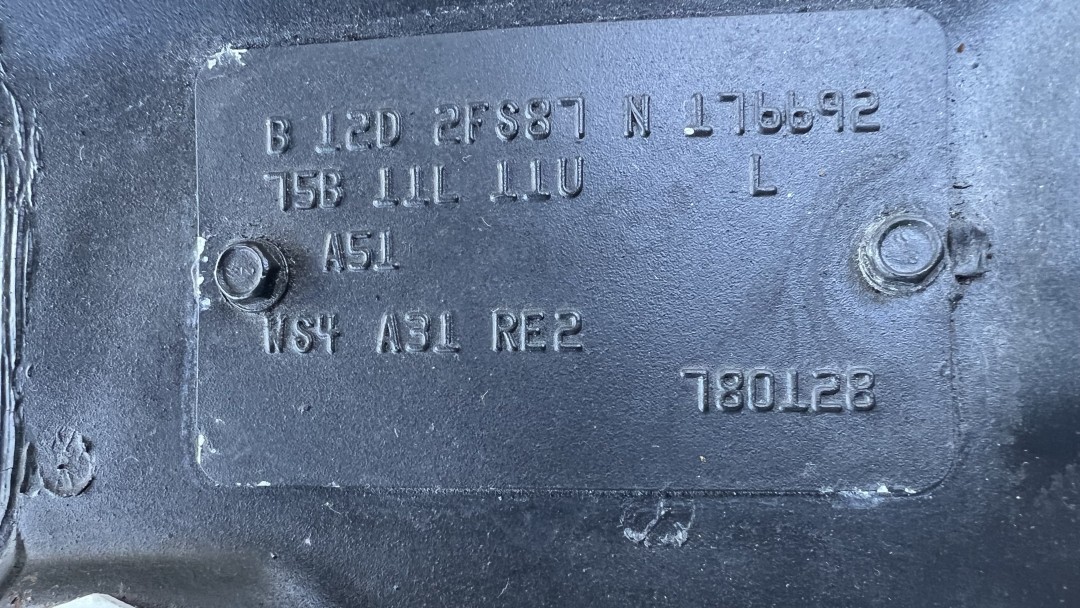 B 12D 2FS87 N 176692
75B 11L 11U L
A51
WS4 A31 RE2
780128